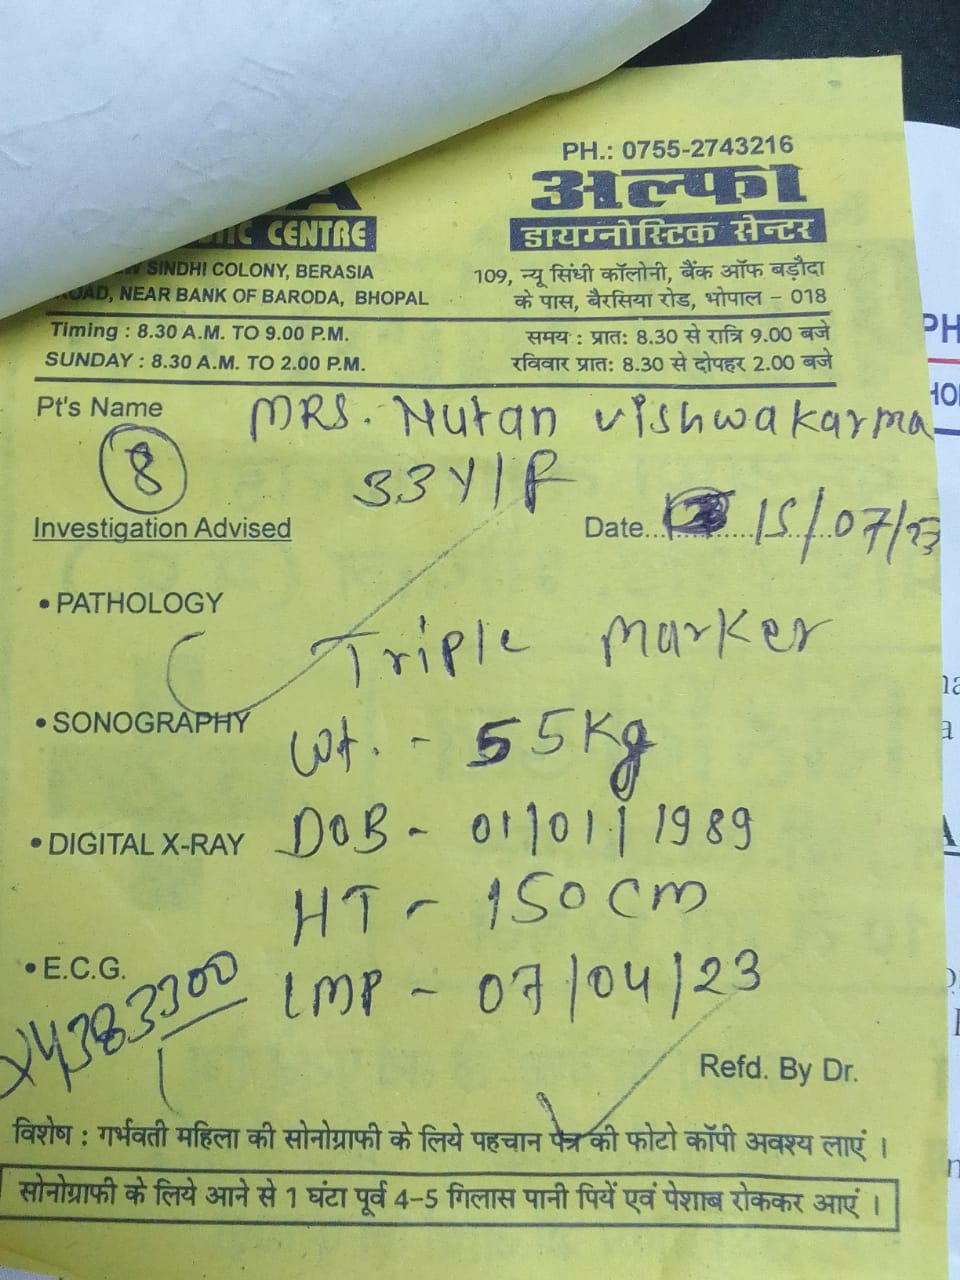 PH.: 0755-2743216
अल्फा
CENTRE
डायग्नोस्टिक सेन्टर
SINDHI COLONY, BERASIA
ROAD, NEAR BANK OF BARODA, BHOPAL
109, न्यू सिंधी कॉलोनी, बैंक ऑफ बड़ौदा
के पास, बैरसिया रोड, भोपाल - 018
Timing : 8.30 A.M. TO 9.00 P.M.
SUNDAY : 8.30 A.M. TO 2.00 P.M.
समय : प्रात: 8.30 से रात्रि 9.00 बजे
रविवार प्रात: 8.30 से दोपहर 2.00 बजे
Pt's Name MRS. Nutan Vishwakarma
8 33Y/F
Investigation Advised Date.. 15/07/23
• PATHOLOGY
Triple Marker
• SONOGRAPHY
Wt. - 55Kg
• DIGITAL X-RAY DOB - 01/01/1989
HT - 150 cm
• E.C.G. LMP - 07/04/23
X4383300
Refd. By Dr.
विशेष : गर्भवती महिला की सोनोग्राफी के लिये पहचान पत्र की फोटो कॉपी अवश्य लाएं ।
सोनोग्राफी के लिये आने से 1 घंटा पूर्व 4-5 गिलास पानी पियें एवं पेशाब रोककर आएं ।
PH